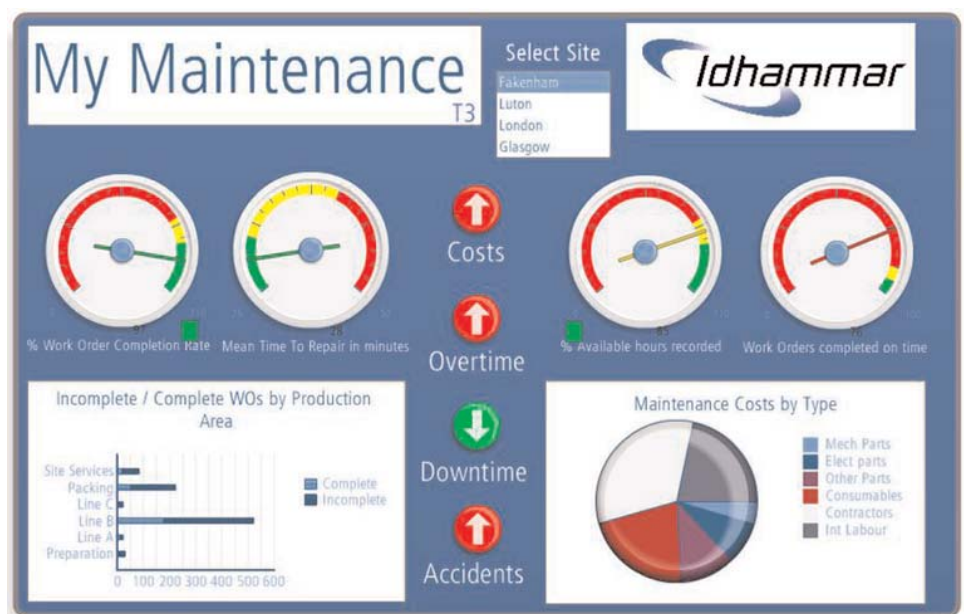 My Maintenance
T3
Select Site
Fakenham
Luton
London
Glasgow
Idhammar
Costs
Overtime
Downtime
Accidents
97
% Work Order Completion Rate
28
Mean Time To Repair in minutes
% Available hours recorded
Work Orders completed on time
Incomplete / Complete WOs by Production
Area
Site Services
Packing
Line C
Line B
Line A
Preparation
0 100 200 300 400 500 600
Complete
Incomplete
Maintenance Costs by Type
Mech Parts
Elect parts
Other Parts
Consumables
Contractors
Int Labour